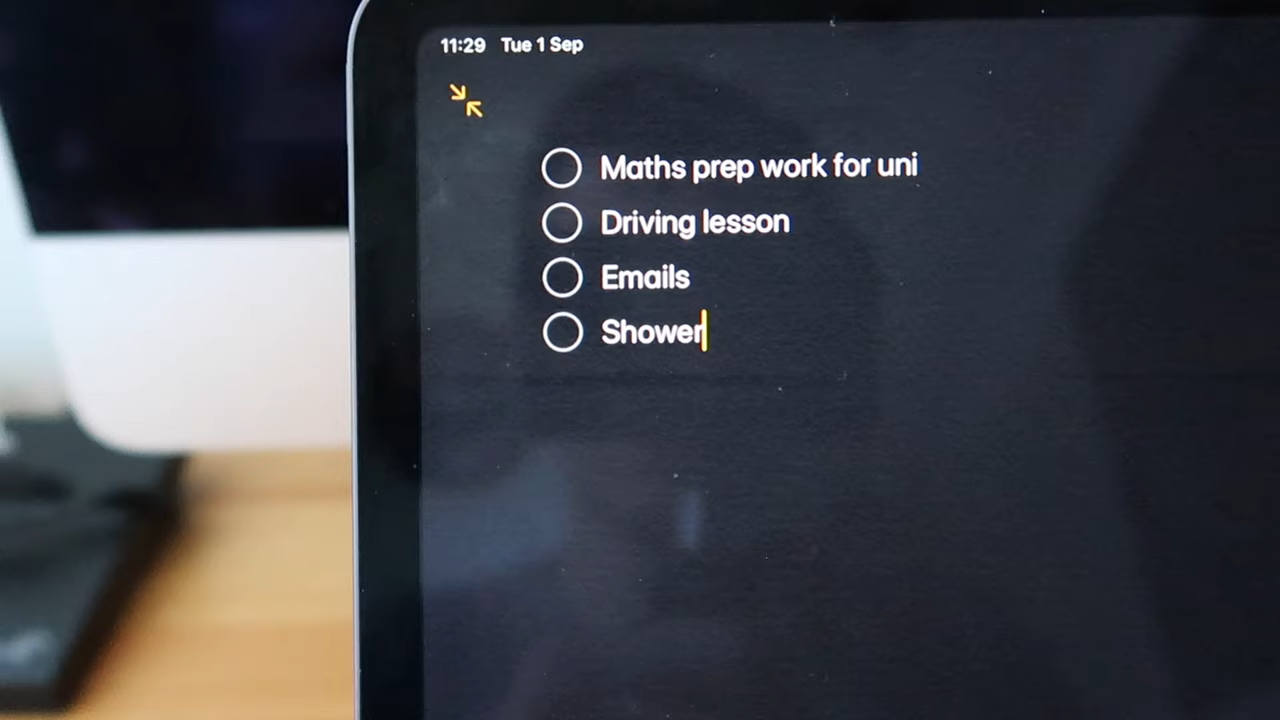 11:29 Tue 1 Sep
Maths prep work for uni
Driving lesson
Emails
Shower